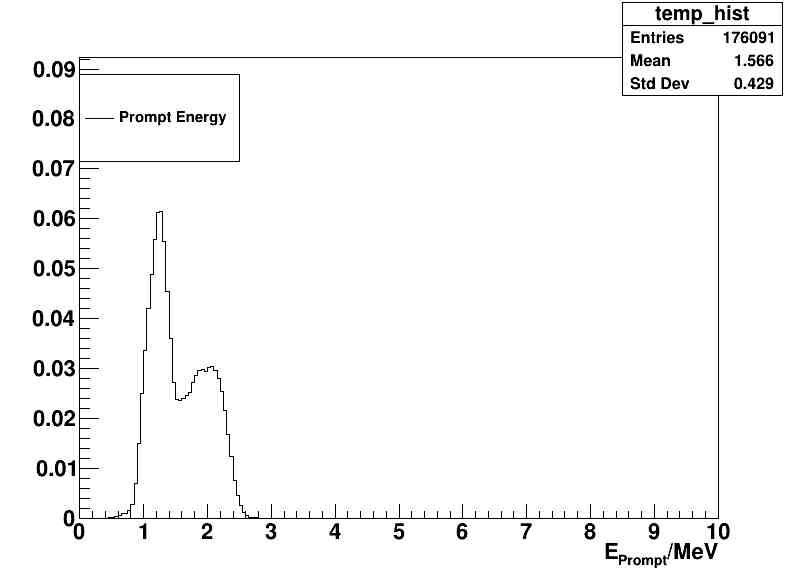 temp_hist
Entries 176091
Mean 1.566
Std Dev 0.429
0.09
0.08
0.07
0.06
0.05
0.04
0.03
0.02
0.01
0
Prompt Energy
0 1 2 3 4 5 6 7 8 9 10
E_Prompt/MeV